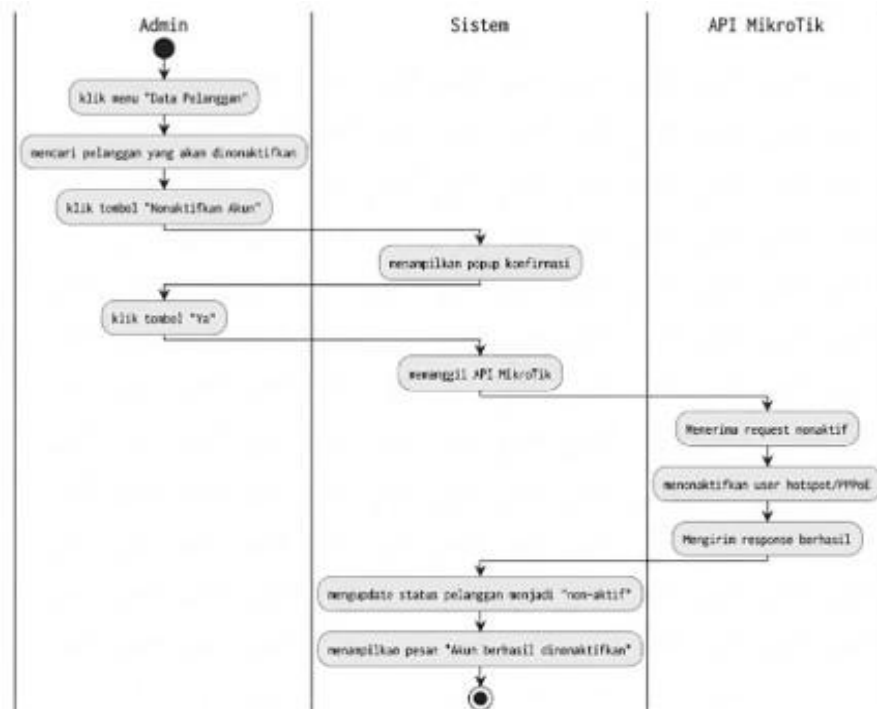 Admin
Sistem
API MikroTik
klik menu "Data Pelanggan"
mencari pelanggan yang akan dinonaktifkan
klik tombol "Nonaktifkan Akun"
menampilkan popup konfirmasi
klik tombol "Ya"
memanggil API MikroTik
Menerima request nonaktif
menonaktifkan user hotspot/PPPoE
Mengirim response berhasil
mengupdate status pelanggan menjadi "non-aktif"
menampilkan pesan "Akun berhasil dinonaktifkan"